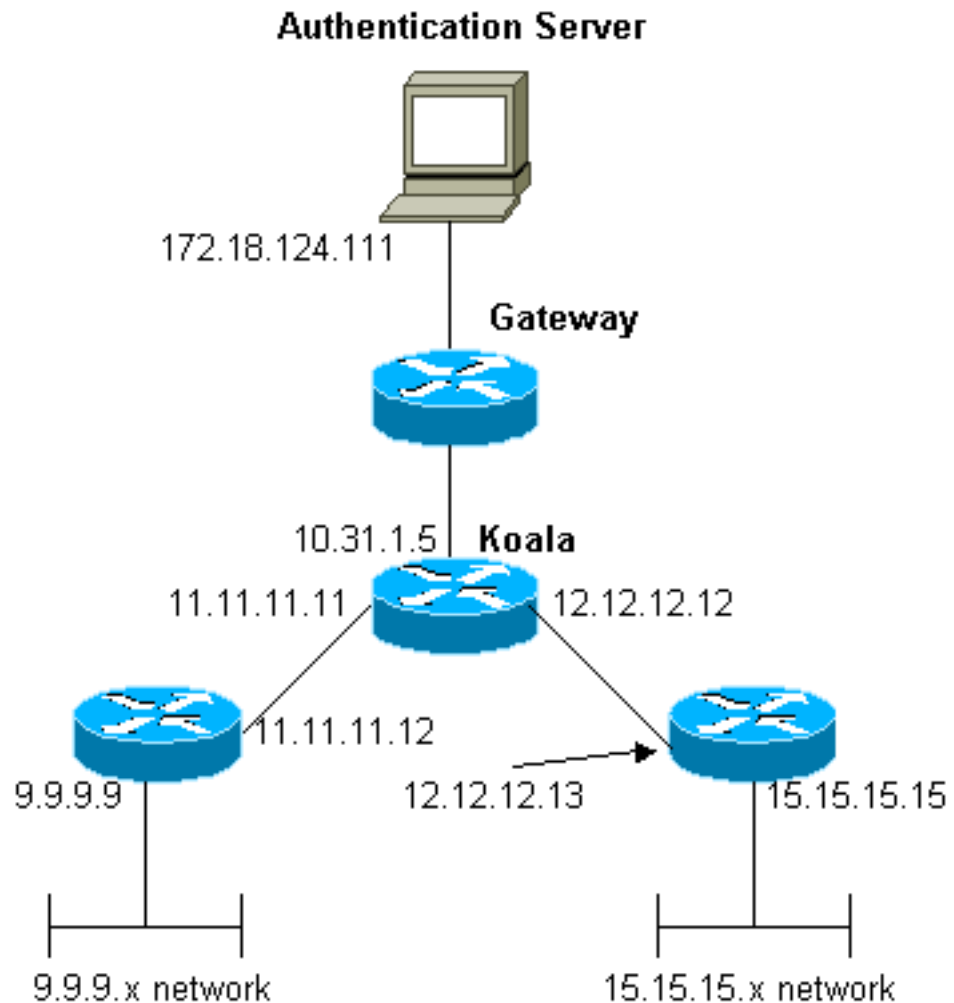 Authentication Server
172.18.124.111
Gateway
10.31.1.5
Koala
11.11.11.11
12.12.12.12
11.11.11.12
9.9.9.9
12.12.12.13
15.15.15.15
9.9.9.x network
15.15.15.x network